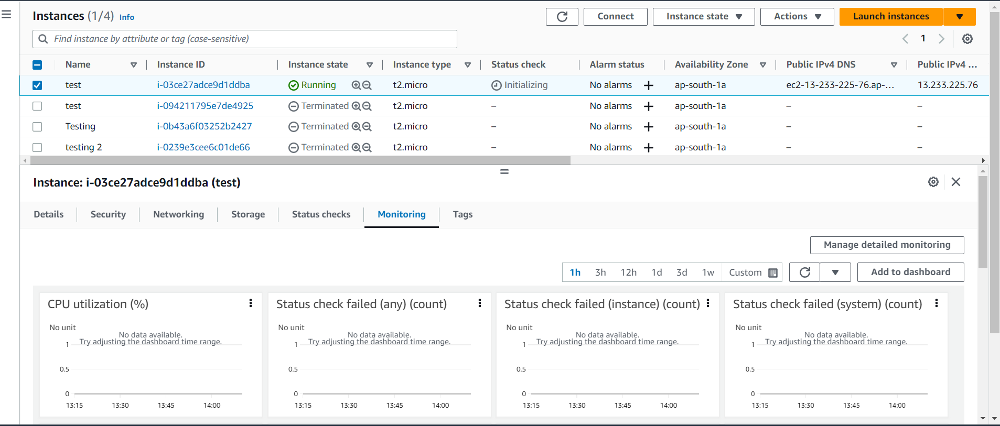 Instances (1/4) Info
Connect Instance state Actions Launch instances
Find instance by attribute or tag (case-sensitive)
1
Name Instance ID Instance state Instance type Status check Alarm status Availability Zone Public IPv4 DNS Public IPv4 ...
test i-03ce27adce9d1ddba Running t2.micro Initializing No alarms + ap-south-1a ec2-13-233-225-76.ap-... 13.233.225.76
test i-094211795e7de4925 Terminated t2.micro – No alarms + ap-south-1a – –
Testing i-0b43a6f03252b2427 Terminated t2.micro – No alarms + ap-south-1a – –
testing 2 i-0239e3cee6c01de66 Terminated t2.micro – No alarms + ap-south-1a – –
Instance: i-03ce27adce9d1ddba (test)
Details Security Networking Storage Status checks Monitoring Tags
Manage detailed monitoring
1h 3h 12h 1d 3d 1w Custom Add to dashboard
CPU utilization (%)
No unit
No data available.
Try adjusting the dashboard time range.
1
0.5
0
13:15 13:30 13:45 14:00
Status check failed (any) (count)
No unit
No data available.
Try adjusting the dashboard time range.
1
0.5
0
13:15 13:30 13:45 14:00
Status check failed (instance) (count)
No unit
No data available.
Try adjusting the dashboard time range.
1
0.5
0
13:15 13:30 13:45 14:00
Status check failed (system) (count)
No unit
No data available.
Try adjusting the dashboard time range.
1
0.5
0
13:15 13:30 13:45 14:00